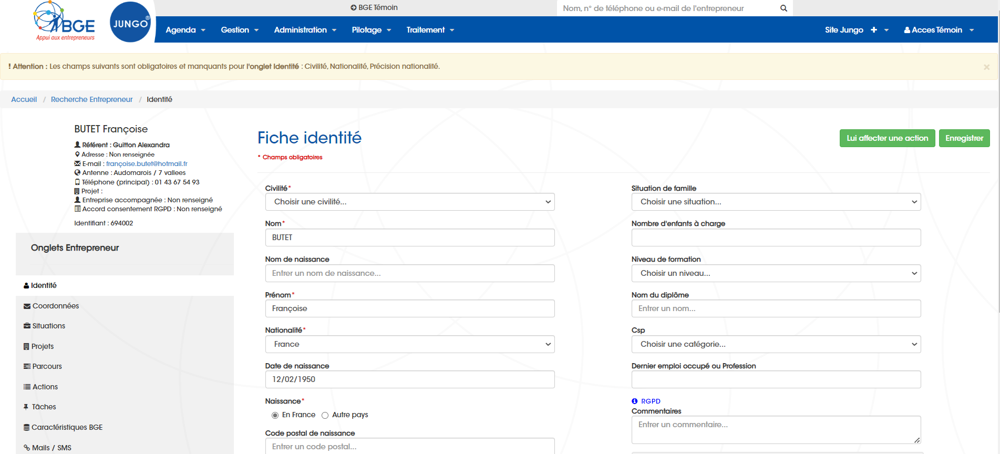 BGE
Appui aux entrepreneurs
JUNGO®
BGE Témoin
Nom, n° de téléphone ou e-mail de l'entrepreneur
Agenda Gestion Administration Pilotage Traitement Site Jungo Acces Témoin
! Attention : Les champs suivants sont obligatoires et manquants pour l'onglet Identité : Civilité, Nationalité, Précision nationalité. ×
Accueil / Recherche Entrepreneur / Identité
BUTET Françoise
Référent : Guitton Alexandra
Adresse : Non renseignée
E-mail : françoise.butet@hotmail.fr
Antenne : Audomarois / 7 vallees
Téléphone (principal) : 01 43 67 54 93
Projet :
Entreprise accompagnée : Non renseigné
Accord consentement RGPD : Non renseigné
Identifiant : 694002
Onglets Entrepreneur
Identité
Coordonnées
Situations
Projets
Parcours
Actions
Tâches
Caractéristiques BGE
Mails / SMS
Fiche identité
Lui affecter une action
Enregistrer
* Champs obligatoires
Civilité*
Choisir une civilité...
Nom*
BUTET
Nom de naissance
Entrer un nom de naissance...
Prénom*
Françoise
Nationalité*
France
Date de naissance
12/02/1950
Naissance*
En France Autre pays
Code postal de naissance
Entrer un code postal...
Situation de famille
Choisir une situation...
Nombre d'enfants à charge
Niveau de formation
Choisir un niveau...
Nom du diplôme
Entrer un nom...
Csp
Choisir une catégorie...
Dernier emploi occupé ou Profession
RGPD
Commentaires
Entrer un commentaire...